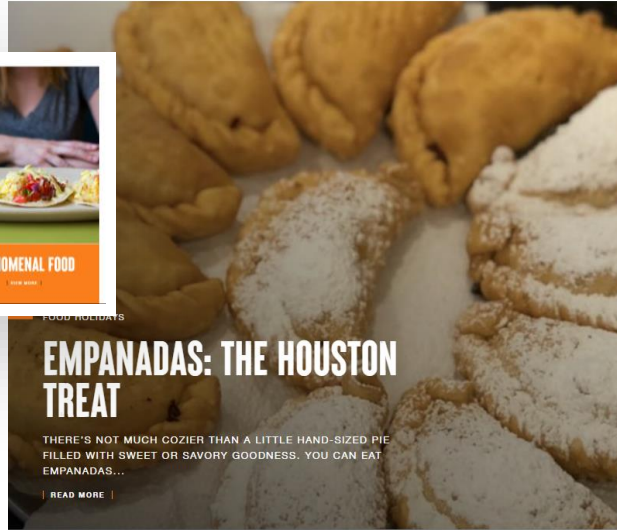 OMENAL FOOD
FOOD HOLIDAYS
EMPANADAS: THE HOUSTON
TREAT
THERE'S NOT MUCH COZIER THAN A LITTLE HAND-SIZED PIE
FILLED WITH SWEET OR SAVORY GOODNESS. YOU CAN EAT
EMPANADAS...
| READ MORE |